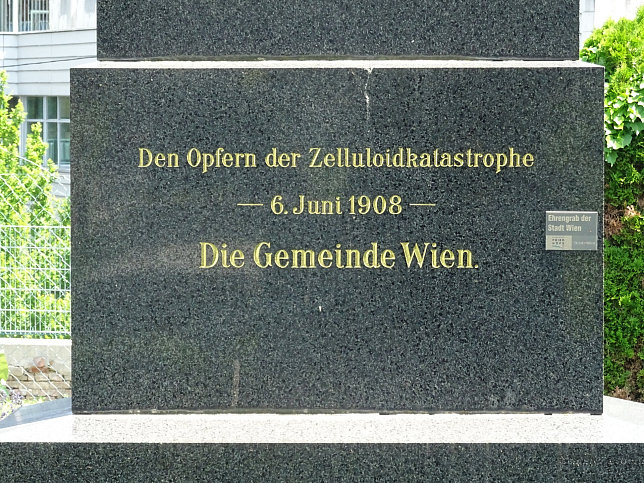 Den Opfern der Zelluloidkatastrophe
— 6. Juni 1908 —
Die Gemeinde Wien.
Ehrengrab der
Stadt Wien